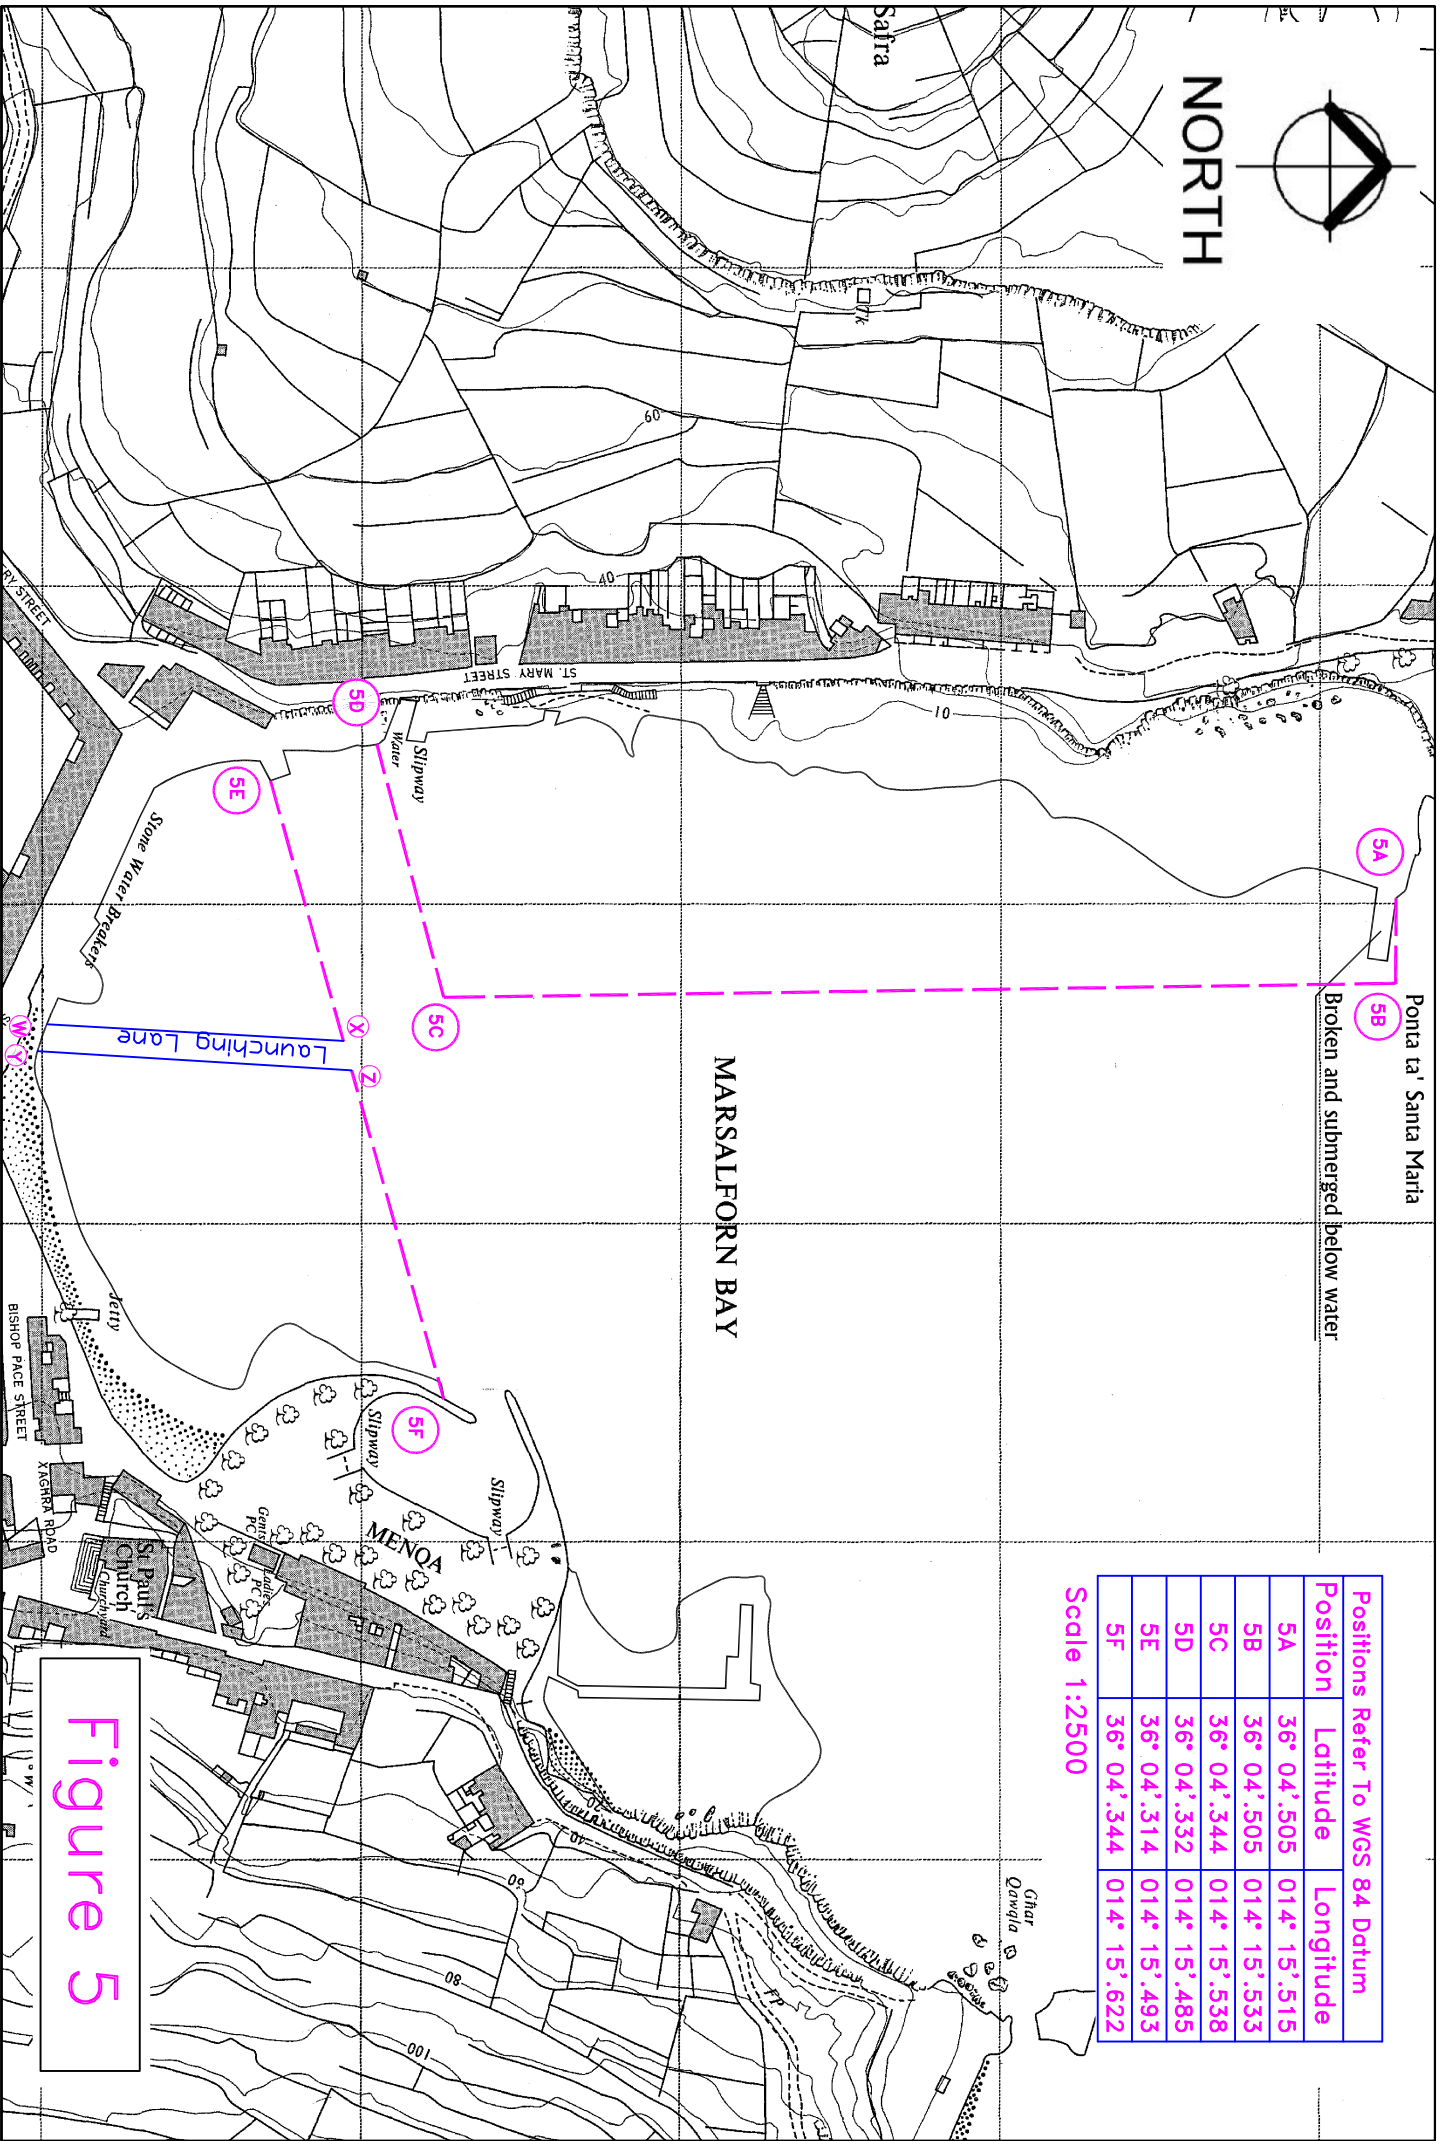 NORTH
Safra
Tk
60
40
10
RY STREET
ST. MARY STREET
5D
Water
Slipway
5E
Stone Water Breakers
5A
5B
Ponta ta' Santa Maria
Broken and submerged below water
5C
MARSALFORN BAY
Launching Lane
W
Y
X
Z
Jetty
BISHOP PACE STREET
XAGHRA ROAD
5F
Slipway
Slipway
MENQA
Gents PC
Ladies PC
St Paul's
Church
Churchyard
20
40
60
80
100
FP
Għar
Qawqla
Positions Refer To WGS 84 Datum
Position Latitude Longitude
5A 36° 04'.505 014° 15'.515
5B 36° 04'.505 014° 15'.533
5C 36° 04'.344 014° 15'.538
5D 36° 04'.332 014° 15'.485
5E 36° 04'.314 014° 15'.493
5F 36° 04'.344 014° 15'.622
Scale 1:2500
Figure 5